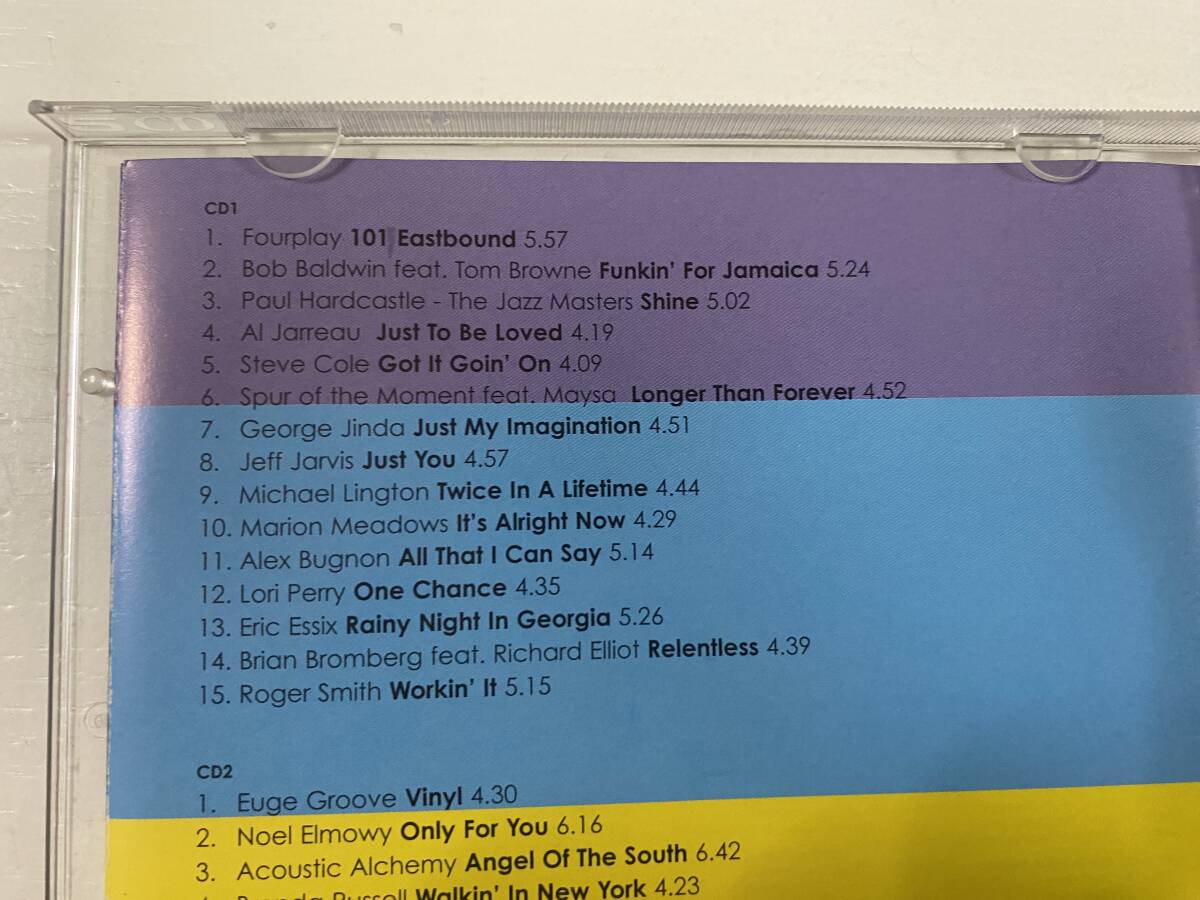 5 CD
CD1
1. Fourplay 101 Eastbound 5.57
2. Bob Baldwin feat. Tom Browne Funkin' For Jamaica 5.24
3. Paul Hardcastle - The Jazz Masters Shine 5.02
4. Al Jarreau Just To Be Loved 4.19
5. Steve Cole Got It Goin' On 4.09
6. Spur of the Moment feat. Maysa Longer Than Forever 4.52
7. George Jinda Just My Imagination 4.51
8. Jeff Jarvis Just You 4.57
9. Michael Lington Twice In A Lifetime 4.44
10. Marion Meadows It's Alright Now 4.29
11. Alex Bugnon All That I Can Say 5.14
12. Lori Perry One Chance 4.35
13. Eric Essix Rainy Night In Georgia 5.26
14. Brian Bromberg feat. Richard Elliot Relentless 4.39
15. Roger Smith Workin' It 5.15
CD2
1. Euge Groove Vinyl 4.30
2. Noel Elmowy Only For You 6.16
3. Acoustic Alchemy Angel Of The South 6.42
Brenda Russell Walkin' In New York 4.23